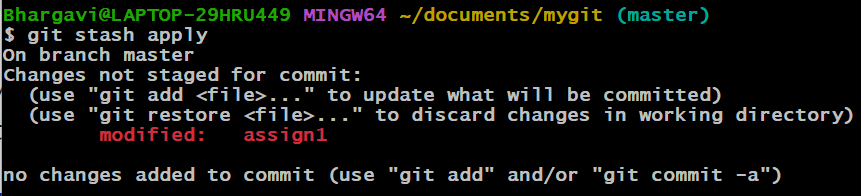 Bhargavi@LAPTOP-29HRU449 MINGW64 ~/documents/mygit (master)
$ git stash apply
On branch master
Changes not staged for commit:
  (use "git add <file>..." to update what will be committed)
  (use "git restore <file>..." to discard changes in working directory)
        modified:   assign1

no changes added to commit (use "git add" and/or "git commit -a")